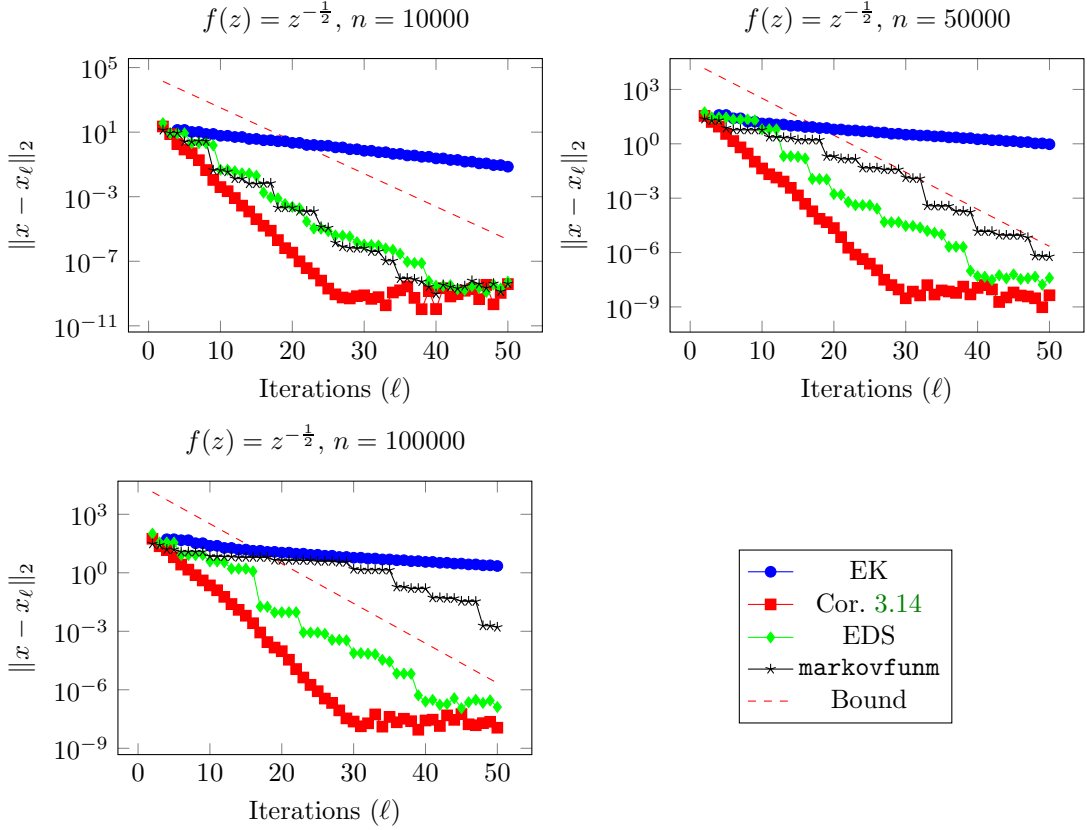 f(z) = z^{-\frac{1}{2}}, n = 10000
10^5
10^1
10^{-3}
10^{-7}
10^{-11}
‖x − x_ℓ‖_2
0 10 20 30 40 50
Iterations (ℓ)
f(z) = z^{-\frac{1}{2}}, n = 50000
10^3
10^0
10^{-3}
10^{-6}
10^{-9}
‖x − x_ℓ‖_2
0 10 20 30 40 50
Iterations (ℓ)
f(z) = z^{-\frac{1}{2}}, n = 100000
10^3
10^0
10^{-3}
10^{-6}
10^{-9}
‖x − x_ℓ‖_2
0 10 20 30 40 50
Iterations (ℓ)
EK
Cor. 3.14
EDS
markovfunm
Bound